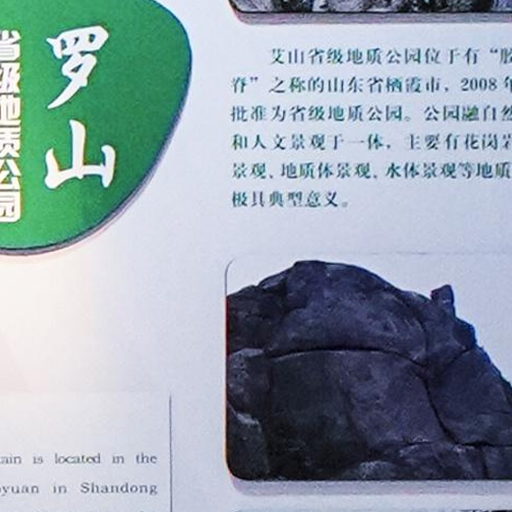 罗山
省级地质公园
艾山省级地质公园位于有“胶
脊”之称的山东省栖霞市，2008年
批准为省级地质公园。公园融自然
和人文景观于一体，主要有花岗岩
景观、地质体景观、水体景观等地质
极具典型意义。
is located in the
in Shandong